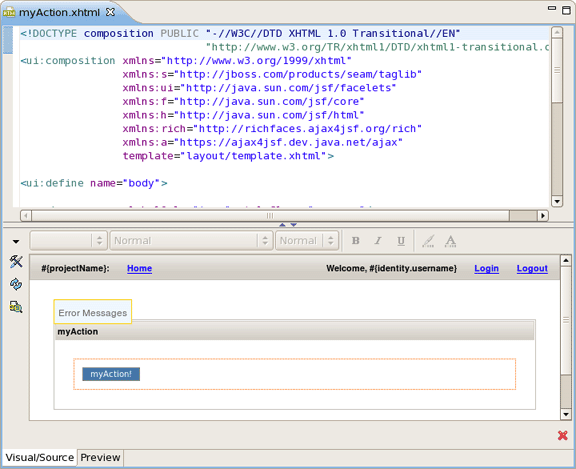 myAction.xhtml
<!DOCTYPE composition PUBLIC "-//W3C//DTD XHTML 1.0 Transitional//EN"
"http://www.w3.org/TR/xhtml1/DTD/xhtml1-transitional.d
<ui:composition xmlns="http://www.w3.org/1999/xhtml"
xmlns:s="http://jboss.com/products/seam/taglib"
xmlns:ui="http://java.sun.com/jsf/facelets"
xmlns:f="http://java.sun.com/jsf/core"
xmlns:h="http://java.sun.com/jsf/html"
xmlns:rich="http://richfaces.ajax4jsf.org/rich"
xmlns:a="https://ajax4jsf.dev.java.net/ajax"
template="layout/template.xhtml">
<ui:define name="body">
Normal Normal B I U A
#{projectName}: Home Welcome, #{identity.username} Login Logout
Error Messages
myAction
myAction!
Visual/Source Preview